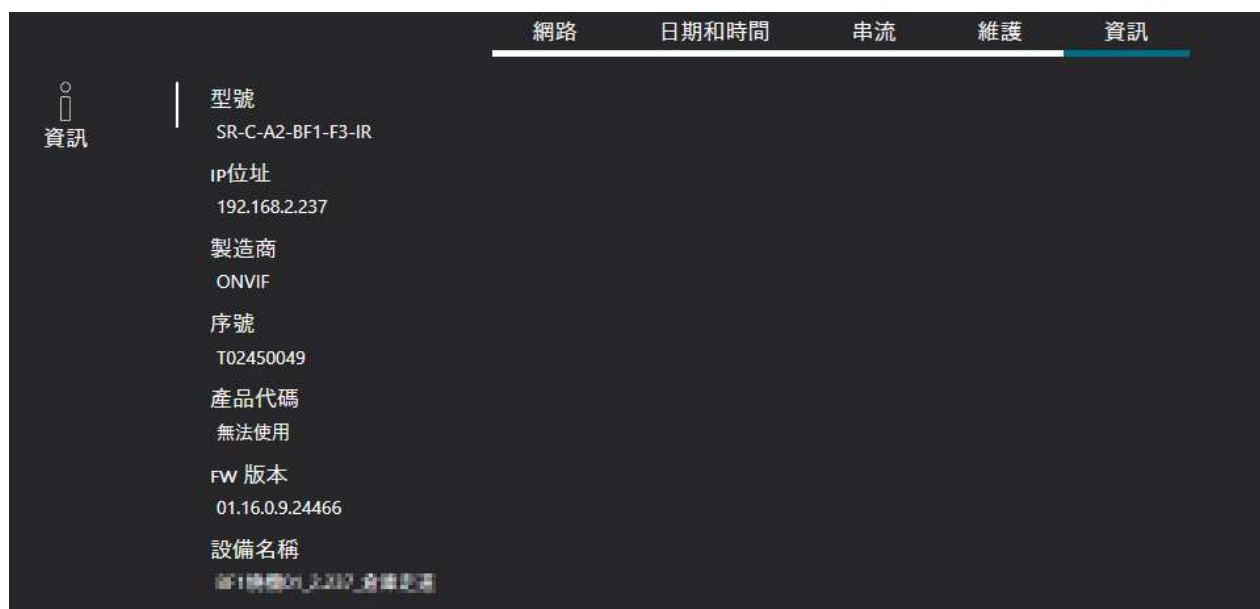 網路 日期和時間 串流 維護 資訊
資訊
型號
SR-C-A2-BF1-F3-IR
IP位址
192.168.2.237
製造商
ONVIF
序號
T02450049
產品代碼
無法使用
FW 版本
01.16.0.9.24466
設備名稱